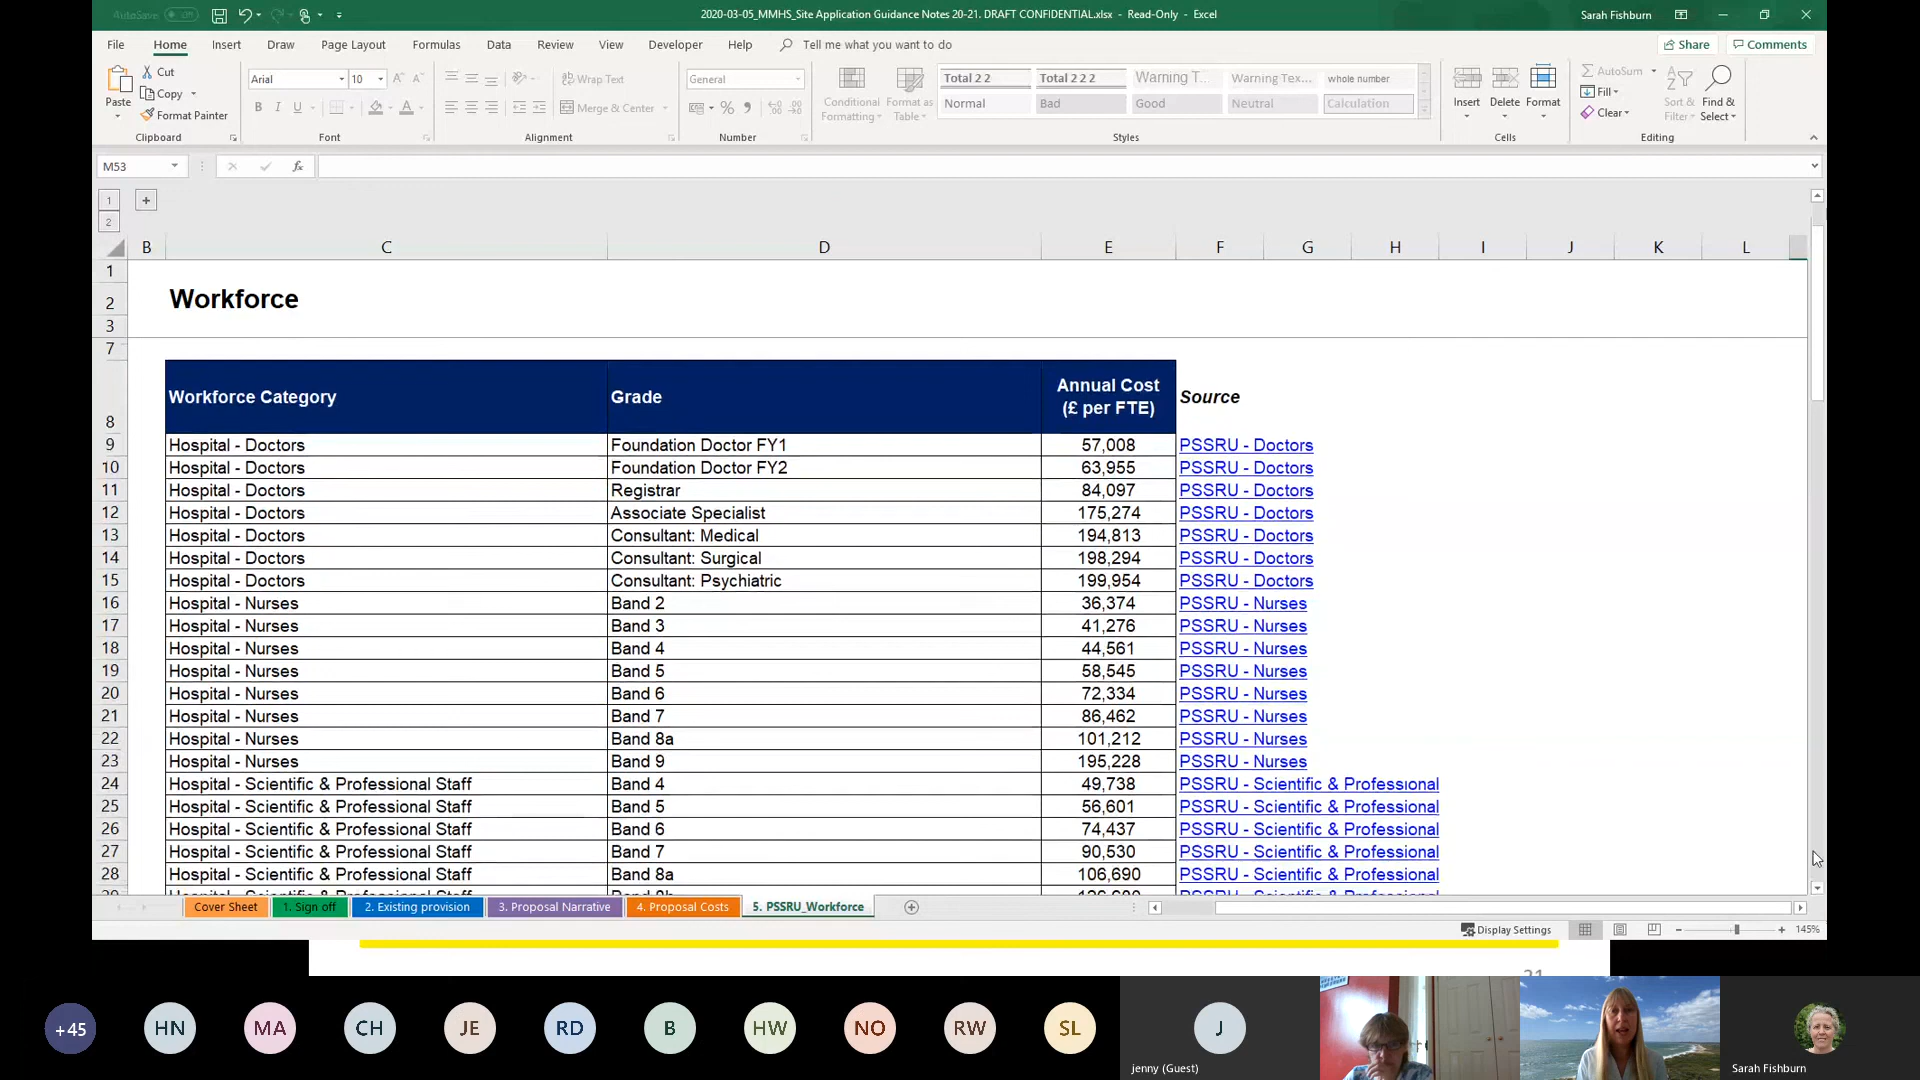 AutoSave Off
2020-03-05_MMHS_Site Application Guidance Notes 20-21. DRAFT CONFIDENTIAL.xlsx - Read-Only - Excel
Sarah Fishburn
File Home Insert Draw Page Layout Formulas Data Review View Developer Help Tell me what you want to do
Share Comments
Paste
Cut
Copy
Format Painter
Clipboard
Arial 10
B I U
Font
Wrap Text
Merge & Center
Alignment
General
Number
Conditional Formatting
Format as Table
Total 2 2 Total 2 2 2 Warning T... Warning Tex... whole number
Normal Bad Good Neutral Calculation
Styles
Insert Delete Format
Cells
AutoSum
Fill
Clear
Sort & Filter
Find & Select
Editing
M53
fx
1
2
B C D E F G H I J K L
1
2 Workforce
3
7
8 Workforce Category Grade Annual Cost (£ per FTE) Source
9 Hospital - Doctors Foundation Doctor FY1 57,008 PSSRU - Doctors
10 Hospital - Doctors Foundation Doctor FY2 63,955 PSSRU - Doctors
11 Hospital - Doctors Registrar 84,097 PSSRU - Doctors
12 Hospital - Doctors Associate Specialist 175,274 PSSRU - Doctors
13 Hospital - Doctors Consultant: Medical 194,813 PSSRU - Doctors
14 Hospital - Doctors Consultant: Surgical 198,294 PSSRU - Doctors
15 Hospital - Doctors Consultant: Psychiatric 199,954 PSSRU - Doctors
16 Hospital - Nurses Band 2 36,374 PSSRU - Nurses
17 Hospital - Nurses Band 3 41,276 PSSRU - Nurses
18 Hospital - Nurses Band 4 44,561 PSSRU - Nurses
19 Hospital - Nurses Band 5 58,545 PSSRU - Nurses
20 Hospital - Nurses Band 6 72,334 PSSRU - Nurses
21 Hospital - Nurses Band 7 86,462 PSSRU - Nurses
22 Hospital - Nurses Band 8a 101,212 PSSRU - Nurses
23 Hospital - Nurses Band 9 195,228 PSSRU - Nurses
24 Hospital - Scientific & Professional Staff Band 4 49,738 PSSRU - Scientific & Professional
25 Hospital - Scientific & Professional Staff Band 5 56,601 PSSRU - Scientific & Professional
26 Hospital - Scientific & Professional Staff Band 6 74,437 PSSRU - Scientific & Professional
27 Hospital - Scientific & Professional Staff Band 7 90,530 PSSRU - Scientific & Professional
28 Hospital - Scientific & Professional Staff Band 8a 106,690 PSSRU - Scientific & Professional
Cover Sheet 1. Sign off 2. Existing provision 3. Proposal Narrative 4. Proposal Costs 5. PSSRU_Workforce
Display Settings 145%
+45 HN MA CH JE RD B HW NO RW SL J
jenny (Guest)
Sarah Fishburn